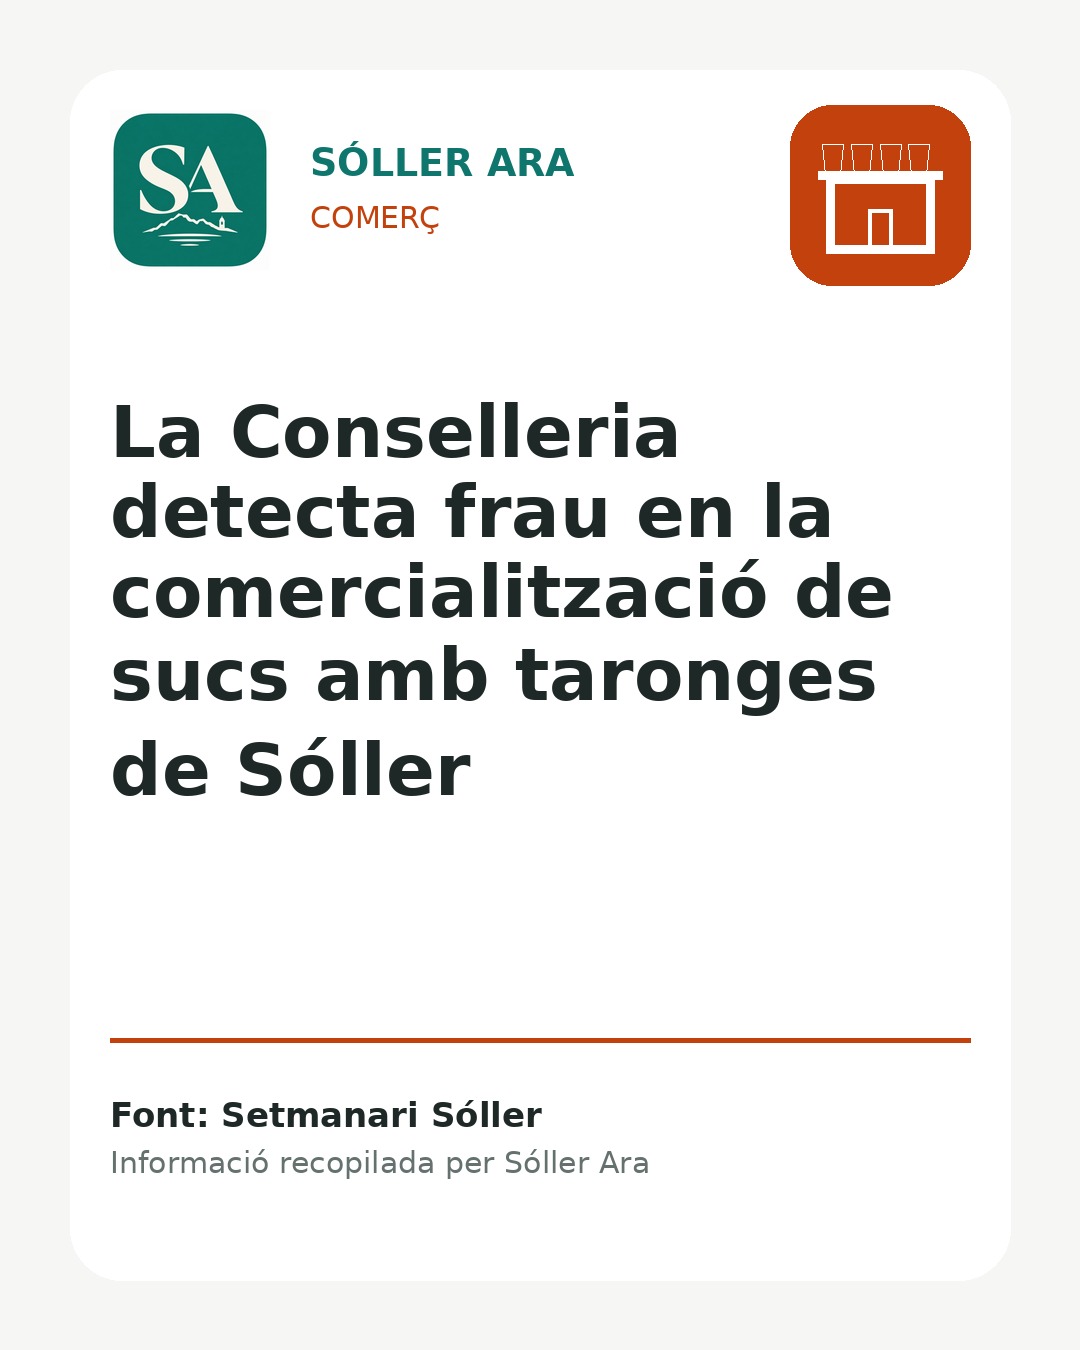 SA
SÓLLER ARA
COMERÇ
La Conselleria
detecta frau en la
comercialització de
sucs amb taronges
de Sóller
Font: Setmanari Sóller
Informació recopilada per Sóller Ara